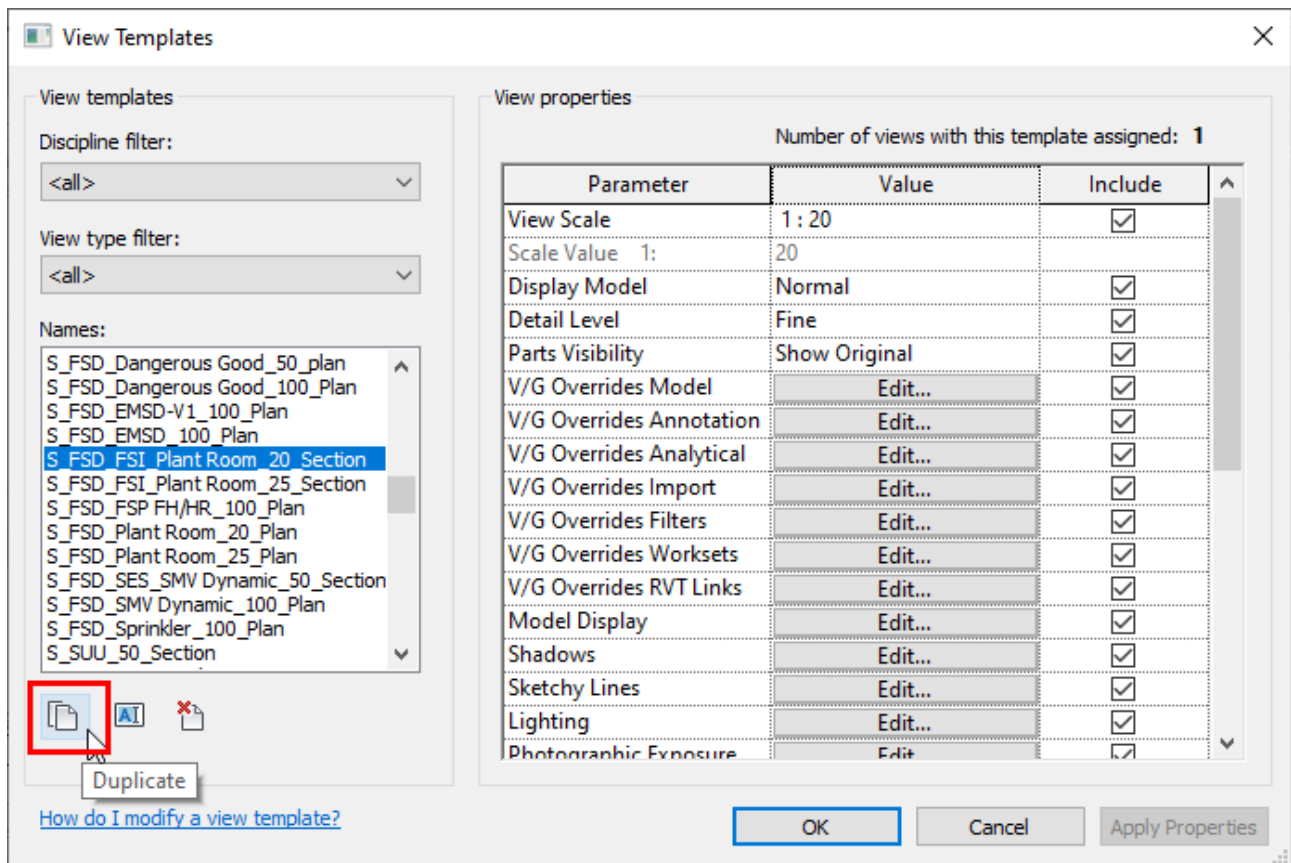 View Templates
View templates
Discipline filter:
<all>
View type filter:
<all>
Names:
S_FSD_Dangerous Good_50_plan
S_FSD_Dangerous Good_100_Plan
S_FSD_EMSD-V1_100_Plan
S_FSD_EMSD_100_Plan
S_FSD_FSI_Plant Room_20_Section
S_FSD_FSI_Plant Room_25_Section
S_FSD_FSP FH/HR_100_Plan
S_FSD_Plant Room_20_Plan
S_FSD_Plant Room_25_Plan
S_FSD_SES_SMV Dynamic_50_Section
S_FSD_SMV Dynamic_100_Plan
S_FSD_Sprinkler_100_Plan
S_SUU_50_Section
AI
Duplicate
How do I modify a view template?
View properties
Number of views with this template assigned: 1
Parameter Value Include
View Scale 1 : 20
Scale Value 1: 20
Display Model Normal
Detail Level Fine
Parts Visibility Show Original
V/G Overrides Model Edit...
V/G Overrides Annotation Edit...
V/G Overrides Analytical Edit...
V/G Overrides Import Edit...
V/G Overrides Filters Edit...
V/G Overrides Worksets Edit...
V/G Overrides RVT Links Edit...
Model Display Edit...
Shadows Edit...
Sketchy Lines Edit...
Lighting Edit...
Photographic Exposure Edit...
OK Cancel Apply Properties